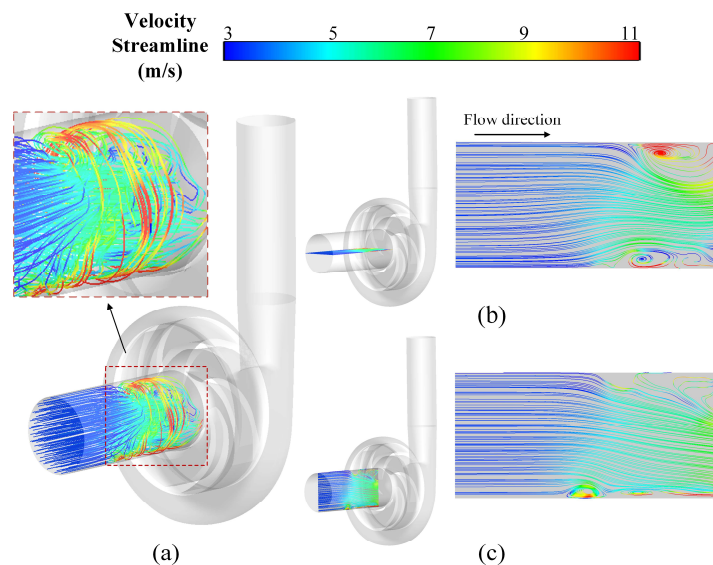 Velocity
Streamline
(m/s)
3 5 7 9 11
Flow direction
(a)
(b)
(c)